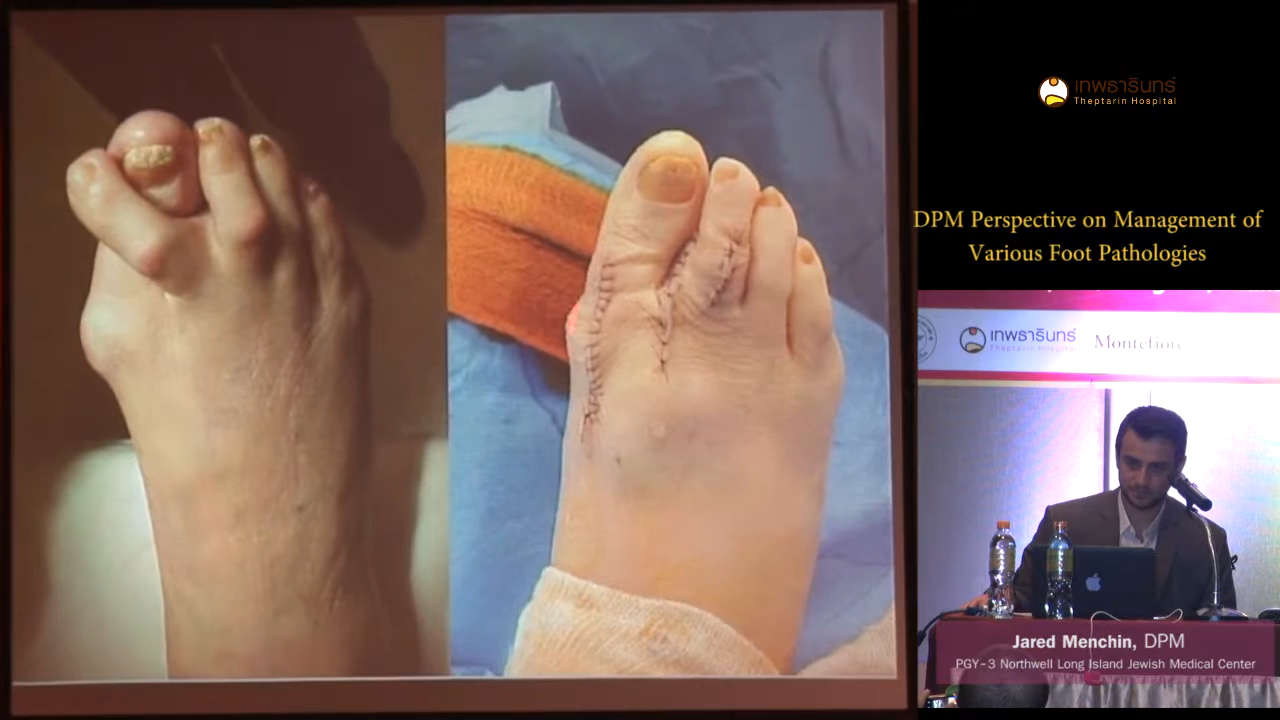 เทพธารินทร์
Theptarin Hospital
DPM Perspective on Management of
Various Foot Pathologies
เทพธารินทร์
Theptarin Hospital
Montefiore
Jared Menchin, DPM
PGY-3 Northwell Long Island Jewish Medical Center